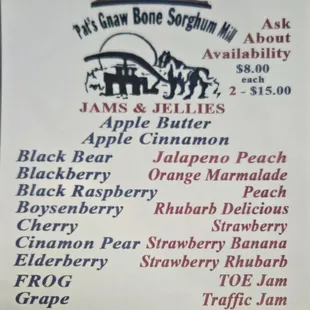 Pat's Gnaw Bone Sorghum Mill
Ask
About
Availability
$8.00
each
2 - $15.00
JAMS & JELLIES
Apple Butter
Apple Cinnamon
Black Bear Jalapeno Peach
Blackberry Orange Marmalade
Black Raspberry Peach
Boysenberry Rhubarb Delicious
Cherry Strawberry
Cinamon Pear Strawberry Banana
Elderberry Strawberry Rhubarb
FROG TOE Jam
Grape Traffic Jam